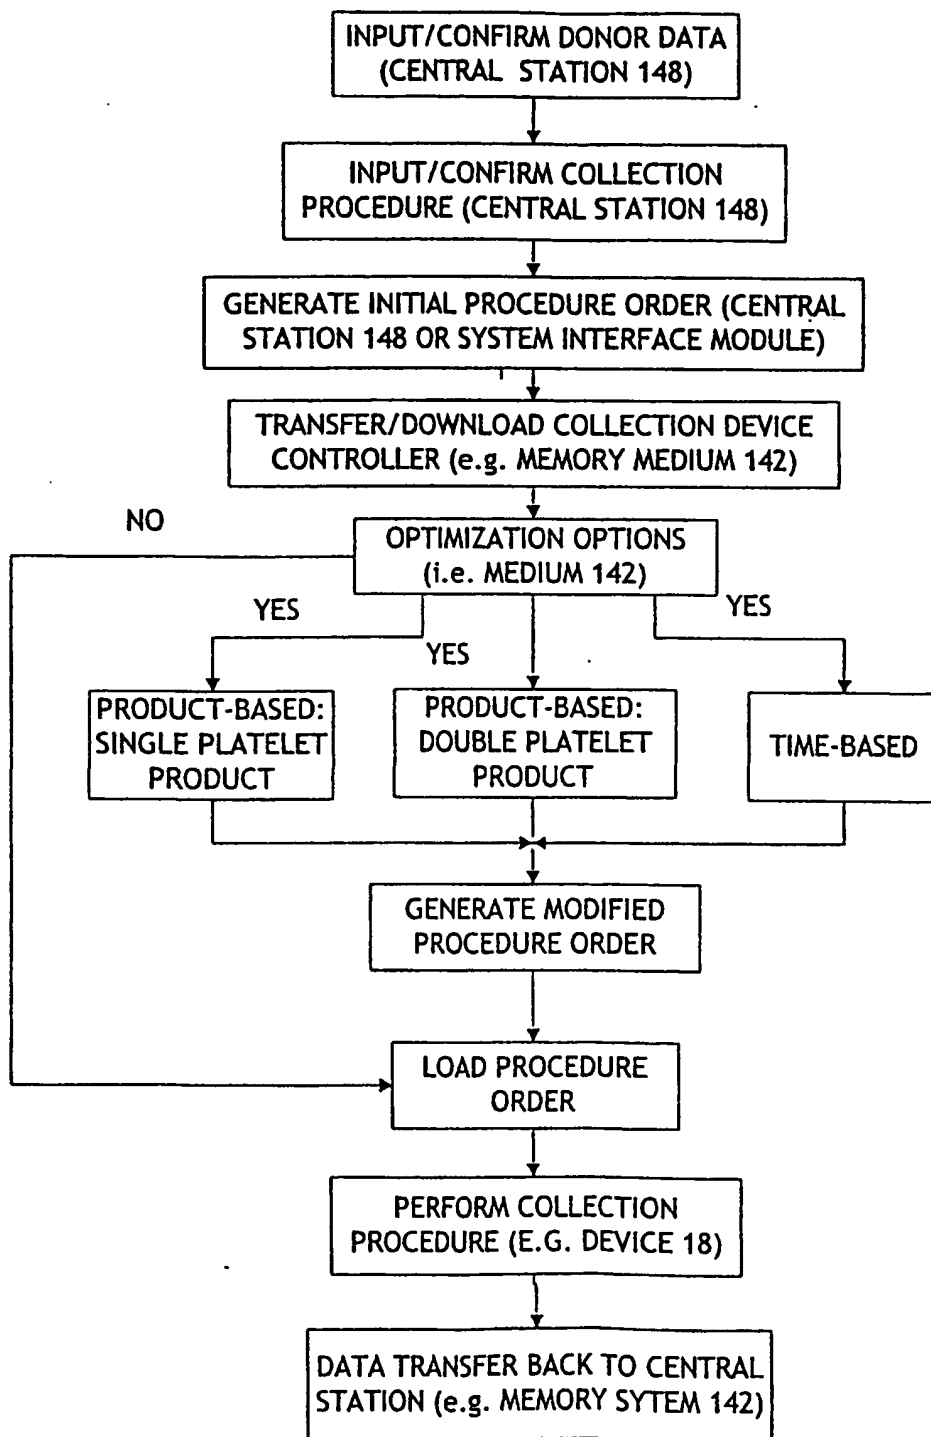 INPUT/CONFIRM DONOR DATA
(CENTRAL STATION 148)
INPUT/CONFIRM COLLECTION
PROCEDURE (CENTRAL STATION 148)
GENERATE INITIAL PROCEDURE ORDER (CENTRAL
STATION 148 OR SYSTEM INTERFACE MODULE)
TRANSFER/DOWNLOAD COLLECTION DEVICE
CONTROLLER (e.g. MEMORY MEDIUM 142)
NO
OPTIMIZATION OPTIONS
(i.e. MEDIUM 142)
YES
YES
YES
PRODUCT-BASED:
SINGLE PLATELET
PRODUCT
PRODUCT-BASED:
DOUBLE PLATELET
PRODUCT
TIME-BASED
GENERATE MODIFIED
PROCEDURE ORDER
LOAD PROCEDURE
ORDER
PERFORM COLLECTION
PROCEDURE (E.G. DEVICE 18)
DATA TRANSFER BACK TO CENTRAL
STATION (e.g. MEMORY SYTEM 142)